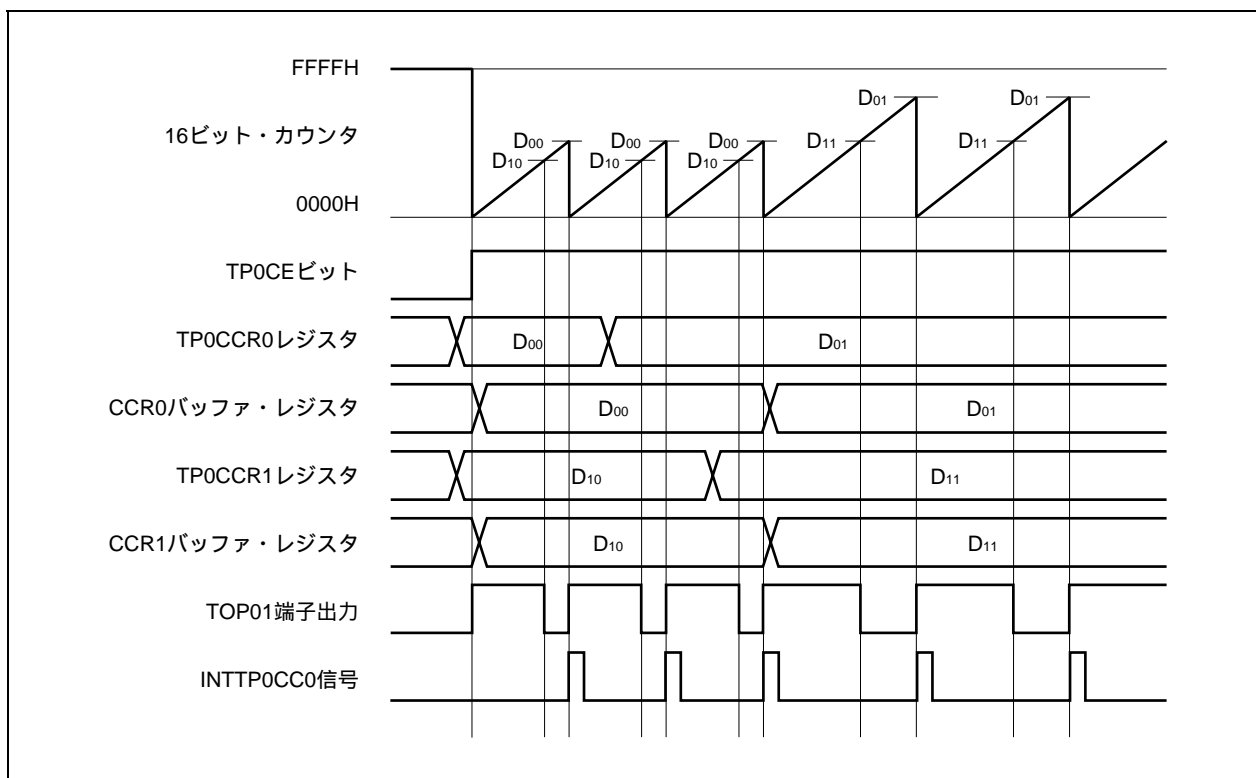 FFFFH
D01 D01
16ビット・カウンタ
D00 D00 D00 D11 D11
D10 D10 D10
0000H
TP0CEビット
TP0CCR0レジスタ D00 D01
CCR0バッファ・レジスタ D00 D01
TP0CCR1レジスタ D10 D11
CCR1バッファ・レジスタ D10 D11
TOP01端子出力
INTTP0CC0信号